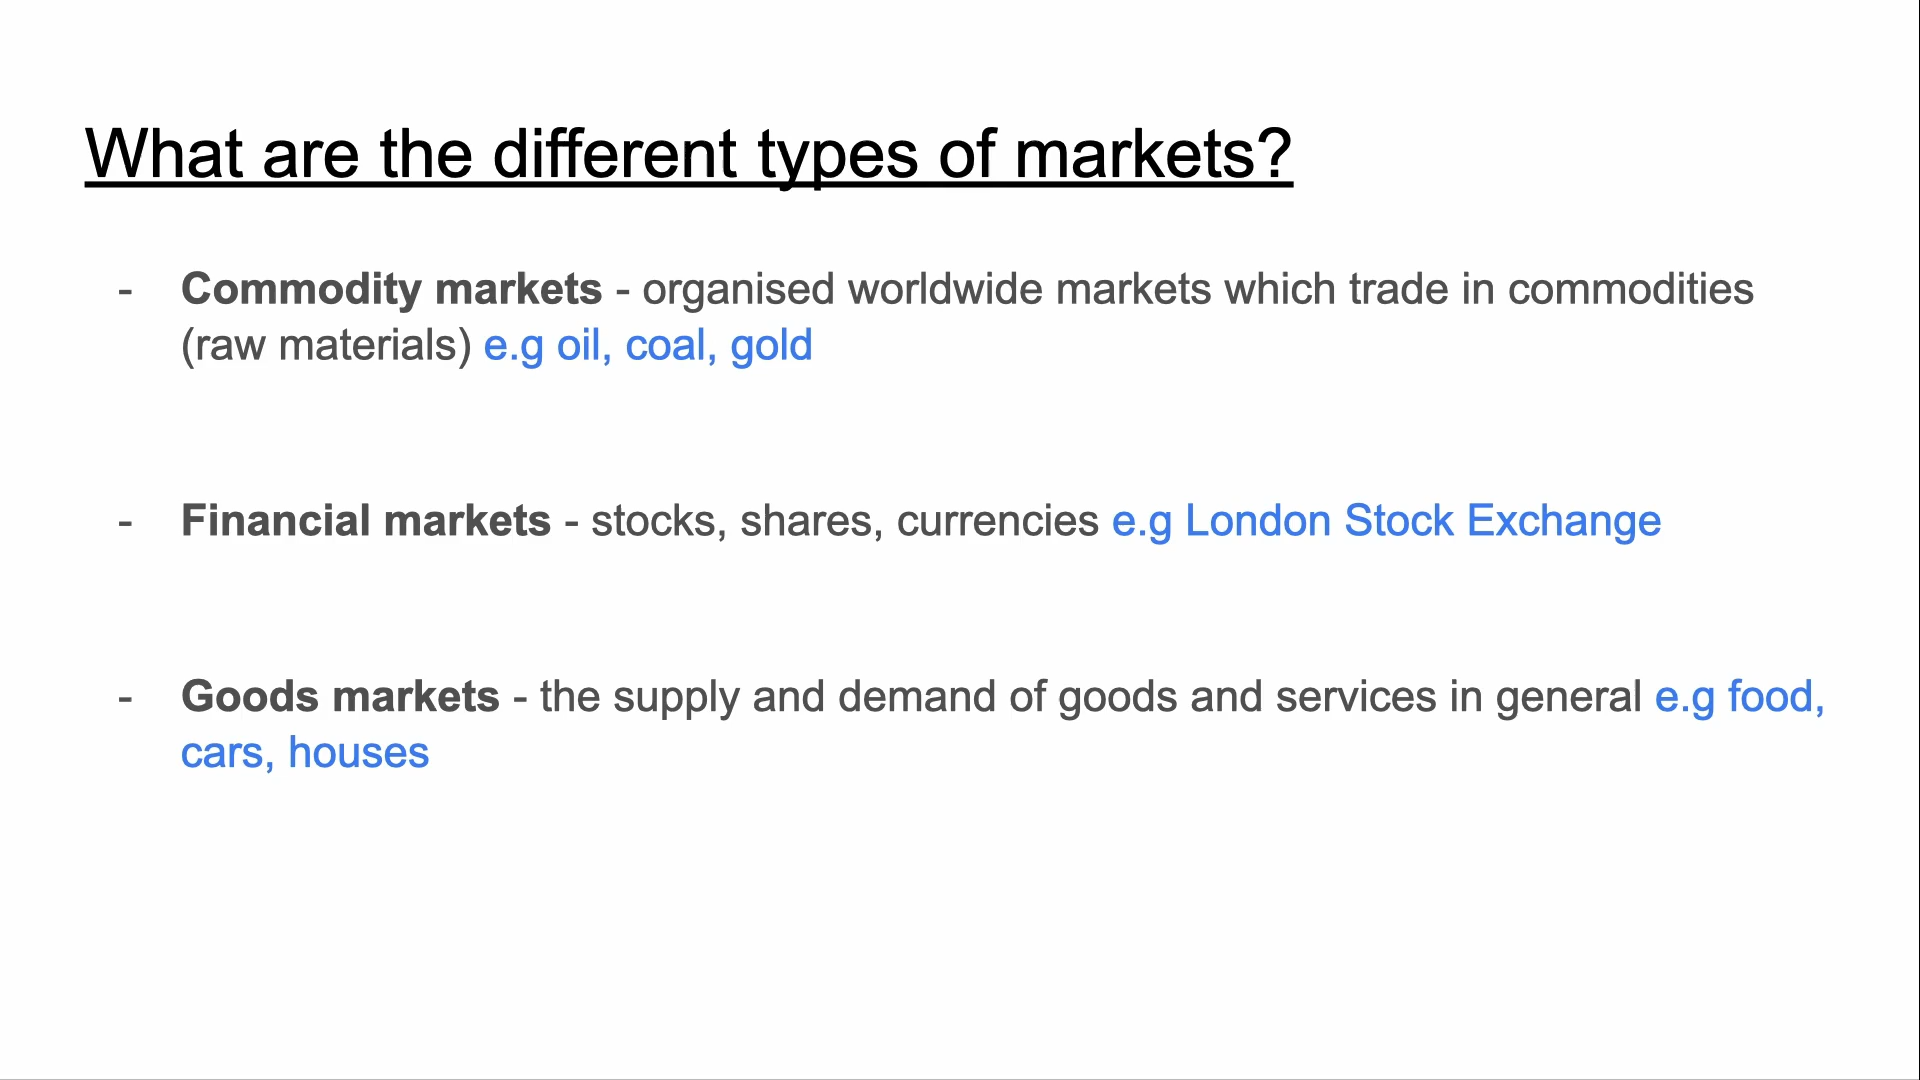 What are the different types of markets?
- Commodity markets - organised worldwide markets which trade in commodities
(raw materials) e.g oil, coal, gold
- Financial markets - stocks, shares, currencies e.g London Stock Exchange
- Goods markets - the supply and demand of goods and services in general e.g food,
cars, houses